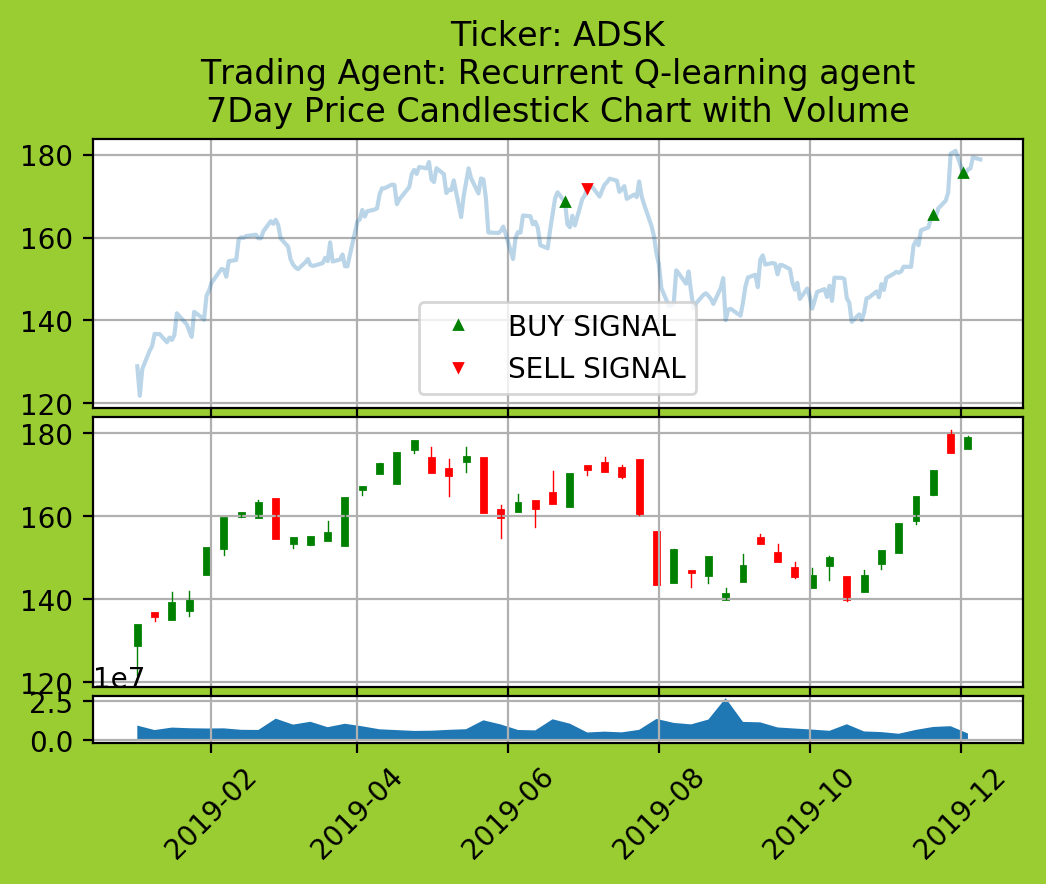 Ticker: ADSK
Trading Agent: Recurrent Q-learning agent
7Day Price Candlestick Chart with Volume
180
160
140
120
BUY SIGNAL
SELL SIGNAL
180
160
140
120
1e7
2.5
0.0
2019-02
2019-04
2019-06
2019-08
2019-10
2019-12